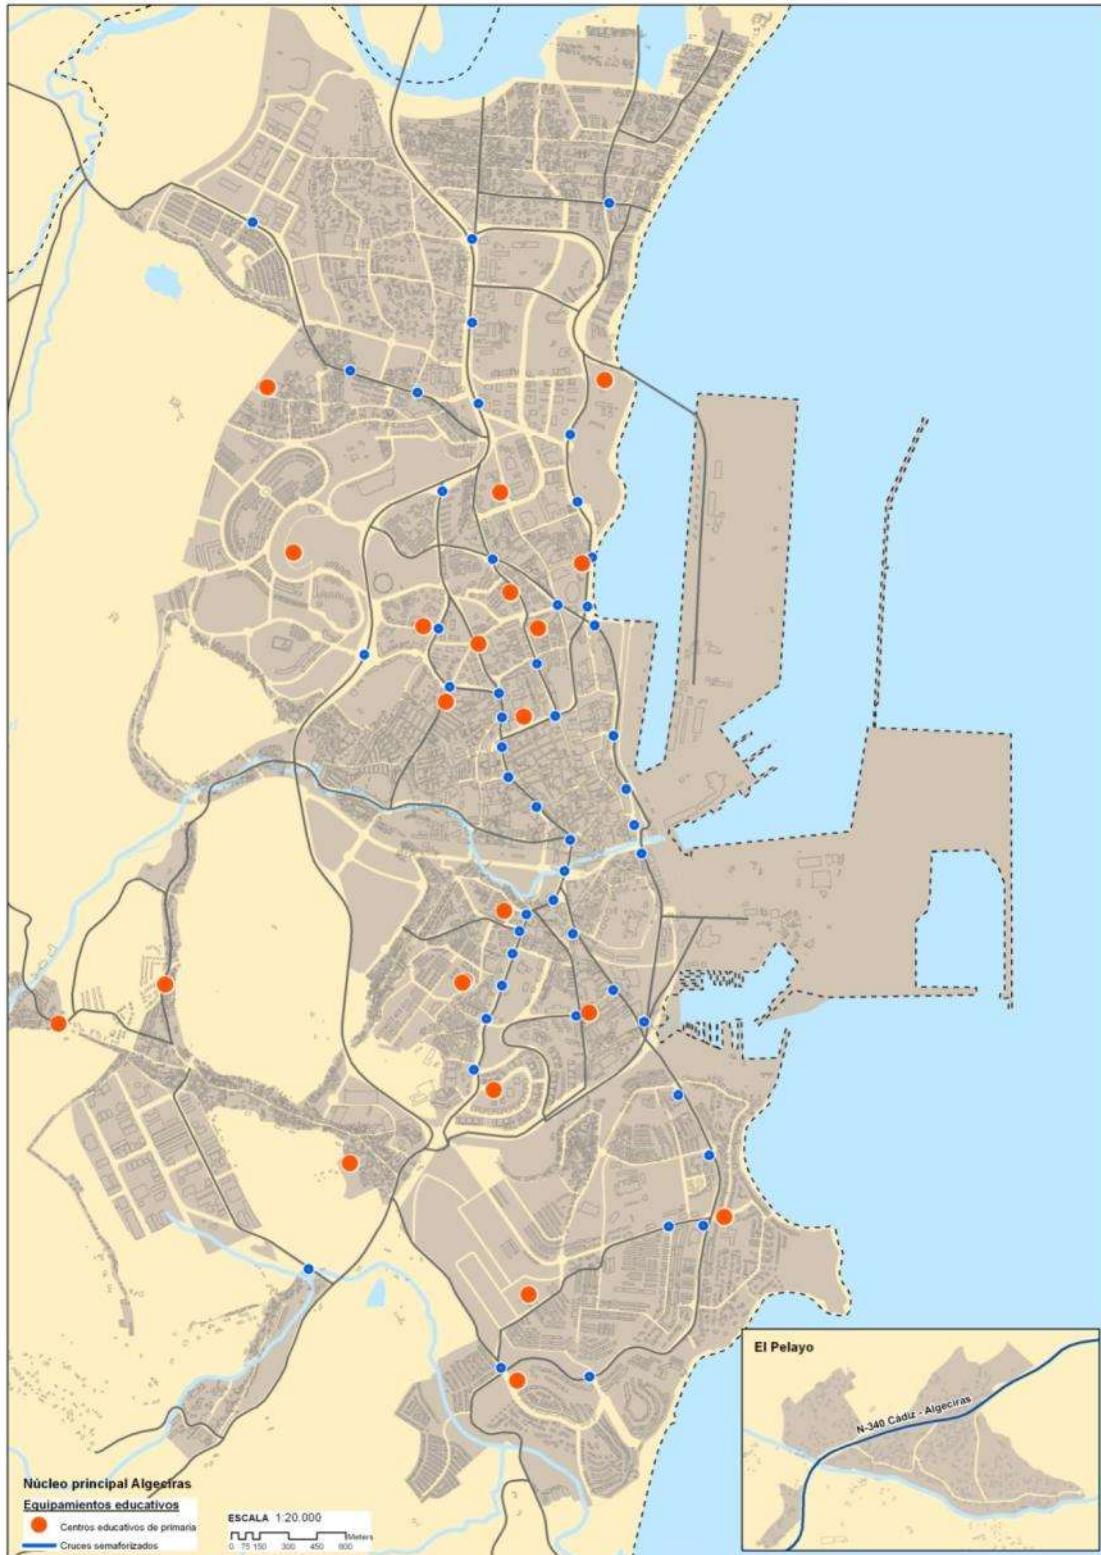 El Pelayo
N-340 Cádiz - Algeciras
Núcleo principal Algeciras
Equipamientos educativos
Centros educativos de primaria
Cruces semaforizados
ESCALA 1:20.000
Meters
0 75 150 300 450 600